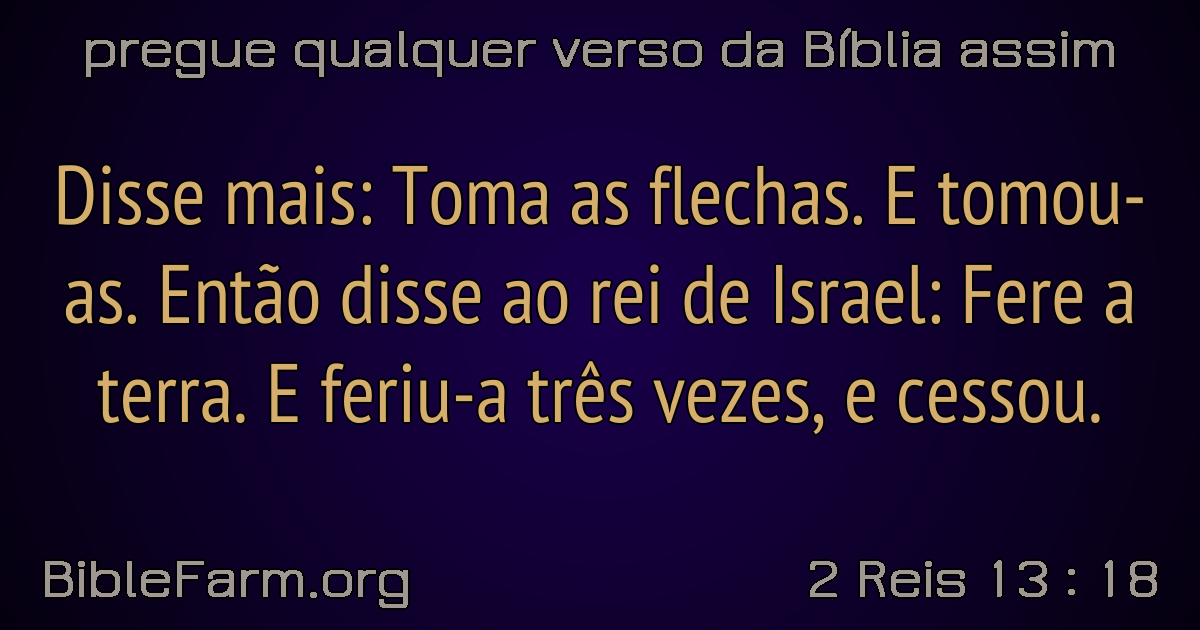 pregue qualquer verso da Bíblia assim
Disse mais: Toma as flechas. E tomou-
as. Então disse ao rei de Israel: Fere a
terra. E feriu-a três vezes, e cessou.
BibleFarm.org
2 Reis 13 : 18